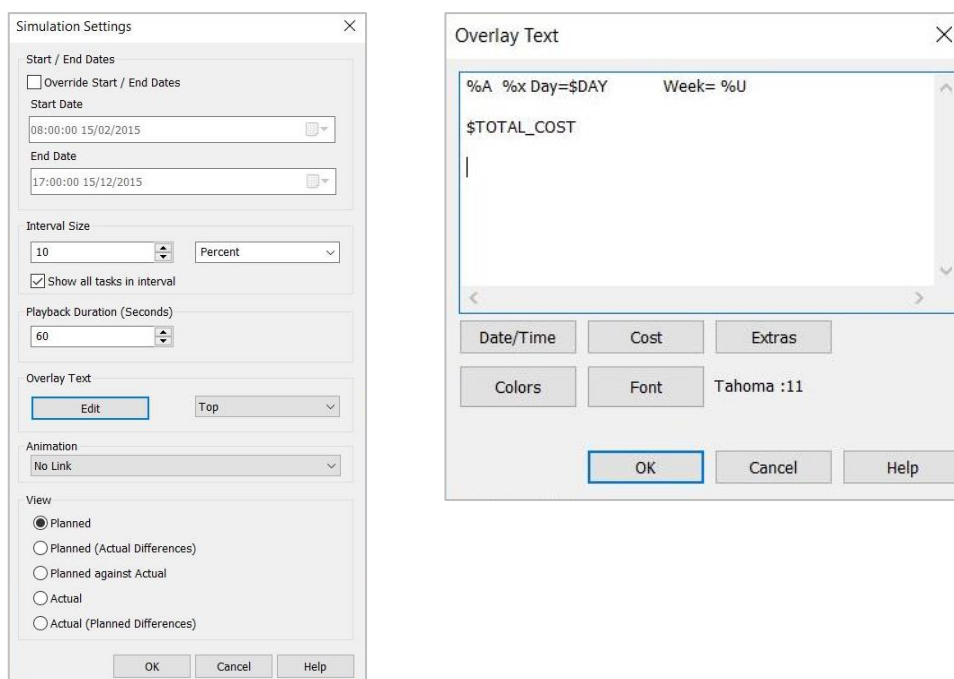 Simulation Settings
Start / End Dates
Override Start / End Dates
Start Date
08:00:00 15/02/2015
End Date
17:00:00 15/12/2015
Interval Size
10 Percent
Show all tasks in interval
Playback Duration (Seconds)
60
Overlay Text
Edit Top
Animation
No Link
View
Planned
Planned (Actual Differences)
Planned against Actual
Actual
Actual (Planned Differences)
OK Cancel Help
Overlay Text
%A %x Day=$DAY Week= %U
$TOTAL_COST
Date/Time Cost Extras
Colors Font Tahoma :11
OK Cancel Help